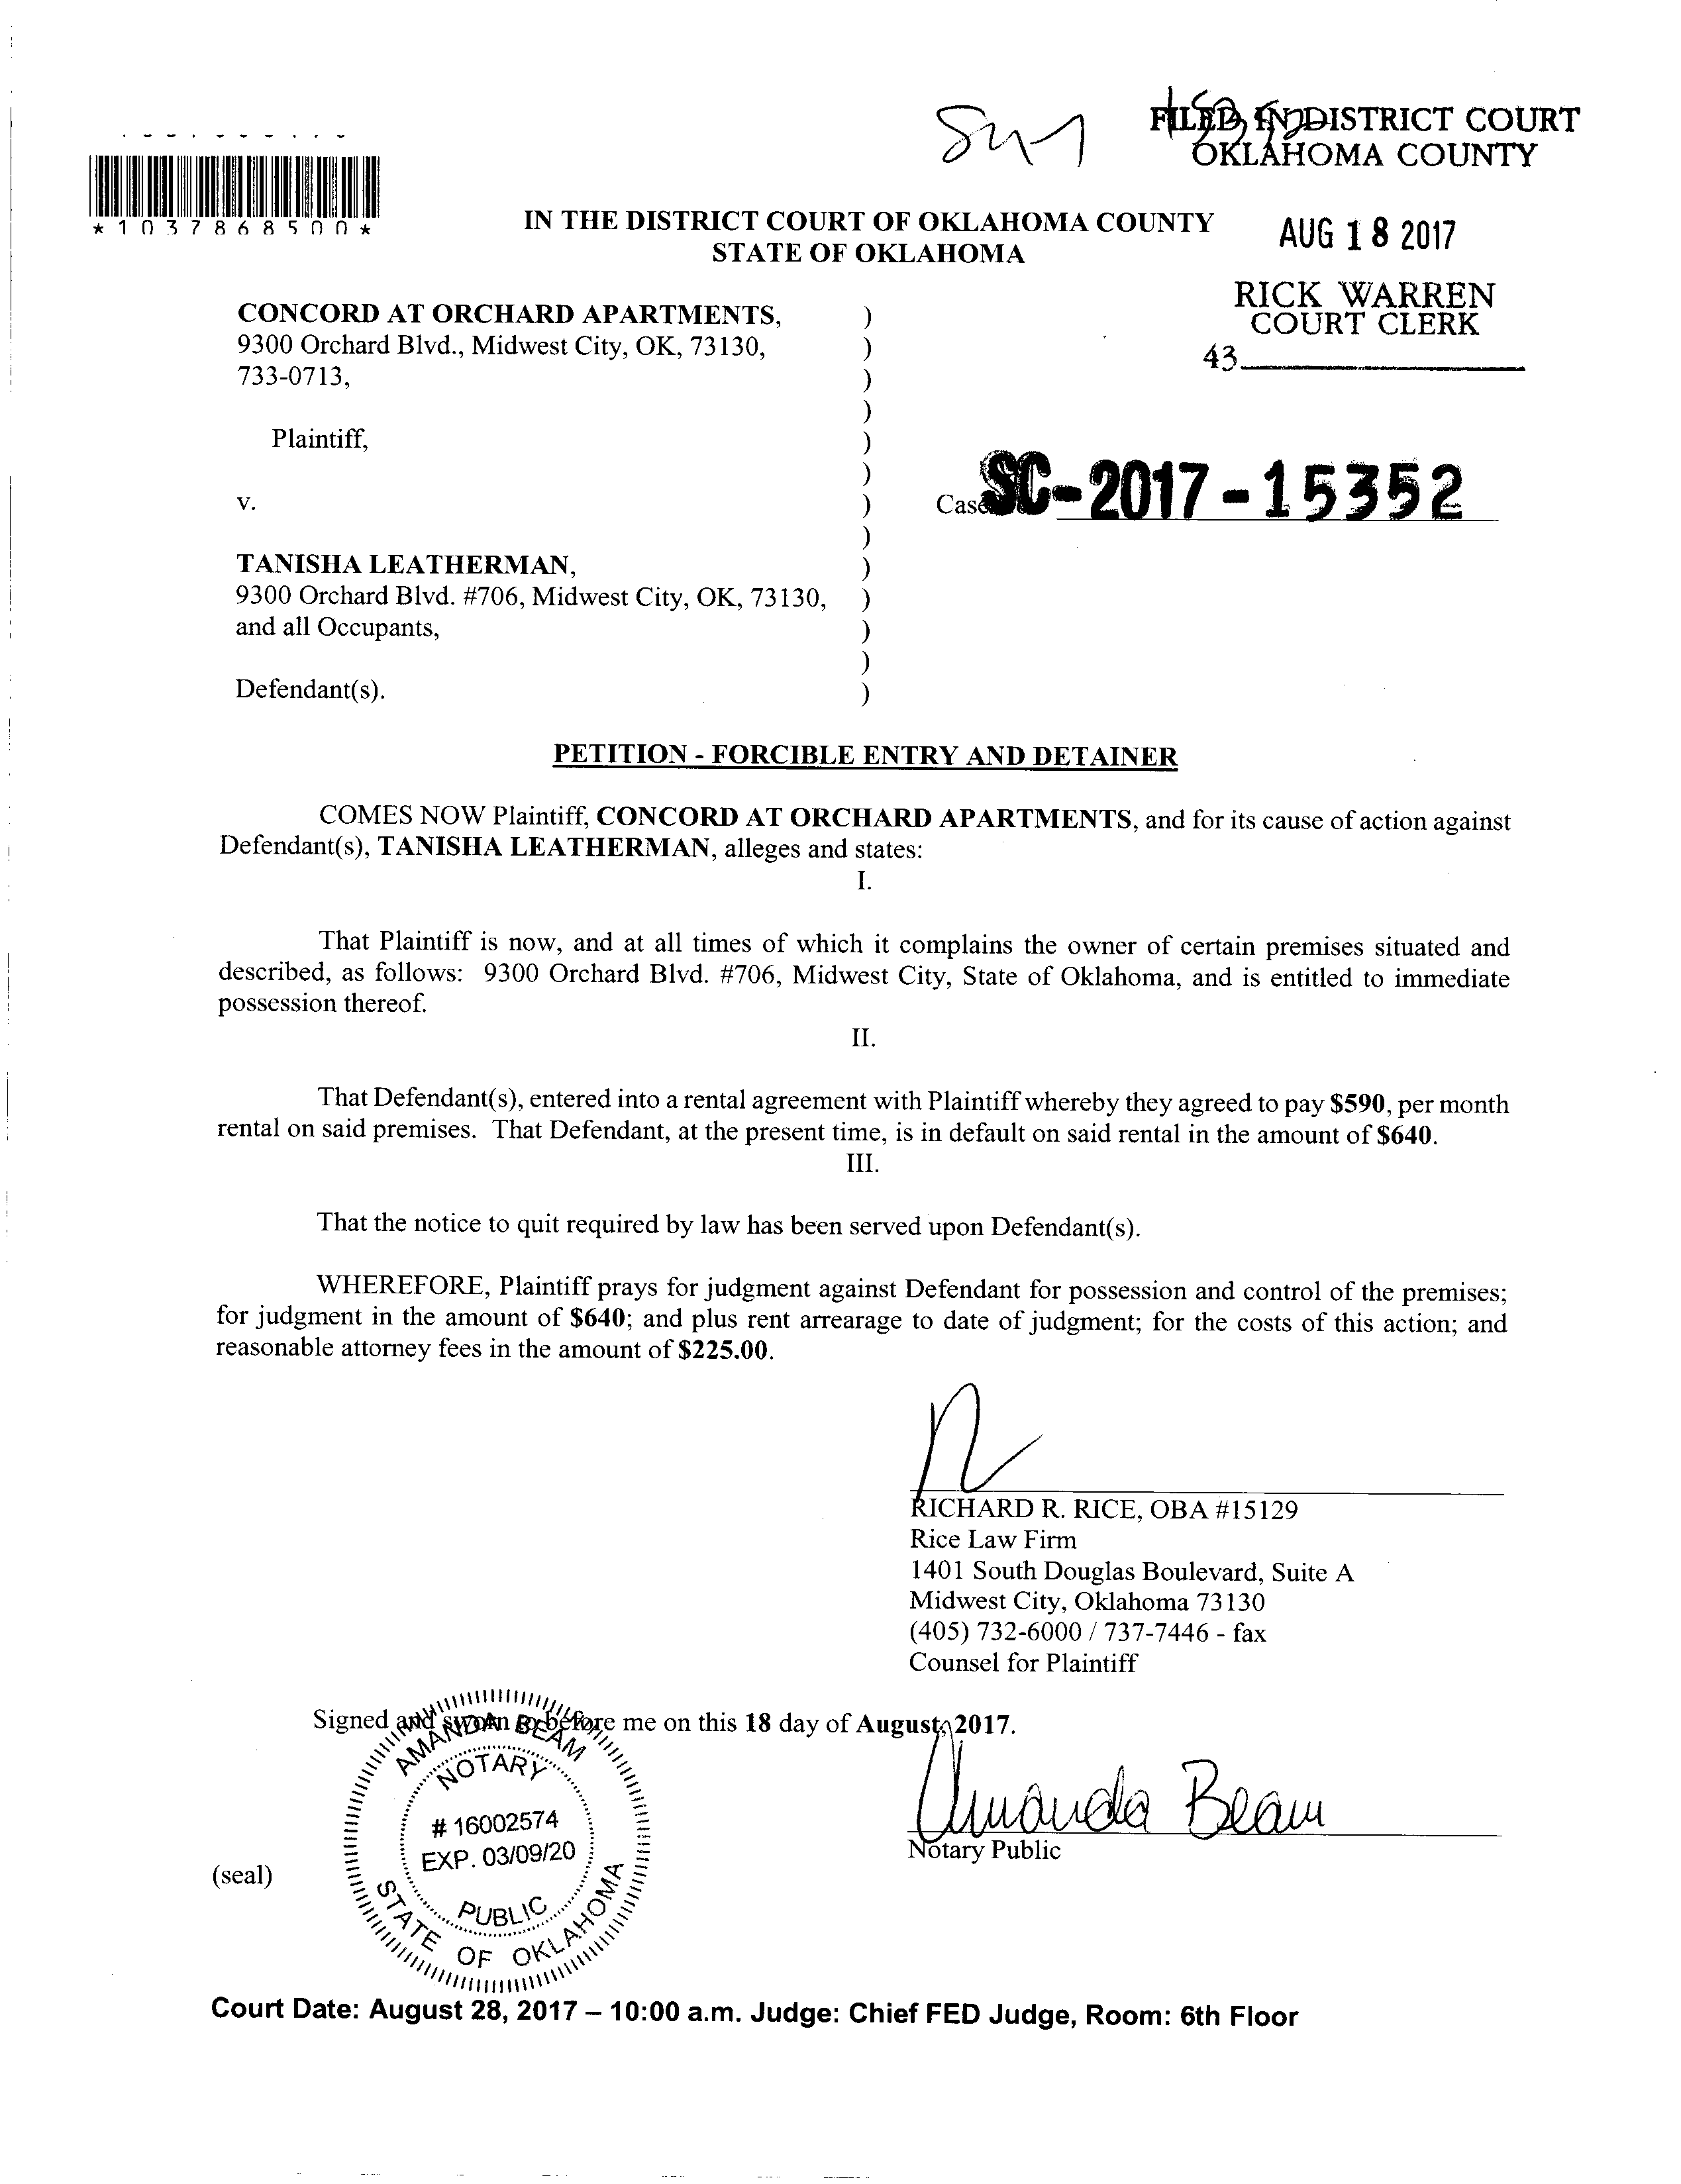 FILED IN DISTRICT COURT
OKLAHOMA COUNTY
*1037868500*
IN THE DISTRICT COURT OF OKLAHOMA COUNTY
STATE OF OKLAHOMA
AUG 18 2017
RICK WARREN
COURT CLERK
43
CONCORD AT ORCHARD APARTMENTS, )
9300 Orchard Blvd., Midwest City, OK, 73130, )
733-0713, )
)
Plaintiff, )
)
v. )
Case SC-2017-15352
)
TANISHA LEATHERMAN, )
9300 Orchard Blvd. #706, Midwest City, OK, 73130, )
and all Occupants, )
)
Defendant(s). )
PETITION - FORCIBLE ENTRY AND DETAINER
COMES NOW Plaintiff, CONCORD AT ORCHARD APARTMENTS, and for its cause of action against
Defendant(s), TANISHA LEATHERMAN, alleges and states:
I.
That Plaintiff is now, and at all times of which it complains the owner of certain premises situated and
described, as follows: 9300 Orchard Blvd. #706, Midwest City, State of Oklahoma, and is entitled to immediate
possession thereof.
II.
That Defendant(s), entered into a rental agreement with Plaintiff whereby they agreed to pay $590, per month
rental on said premises. That Defendant, at the present time, is in default on said rental in the amount of $640.
III.
That the notice to quit required by law has been served upon Defendant(s).
WHEREFORE, Plaintiff prays for judgment against Defendant for possession and control of the premises;
for judgment in the amount of $640; and plus rent arrearage to date of judgment; for the costs of this action; and
reasonable attorney fees in the amount of $225.00.
RICHARD R. RICE, OBA #15129
Rice Law Firm
1401 South Douglas Boulevard, Suite A
Midwest City, Oklahoma 73130
(405) 732-6000 / 737-7446 - fax
Counsel for Plaintiff
Signed and sworn to before me on this 18 day of August, 2017.
Amanda Beam
Notary Public
(seal)
AMANDA BEAM
NOTARY
# 16002574
EXP. 03/09/20
PUBLIC
STATE OF OKLAHOMA
Court Date: August 28, 2017 – 10:00 a.m. Judge: Chief FED Judge, Room: 6th Floor